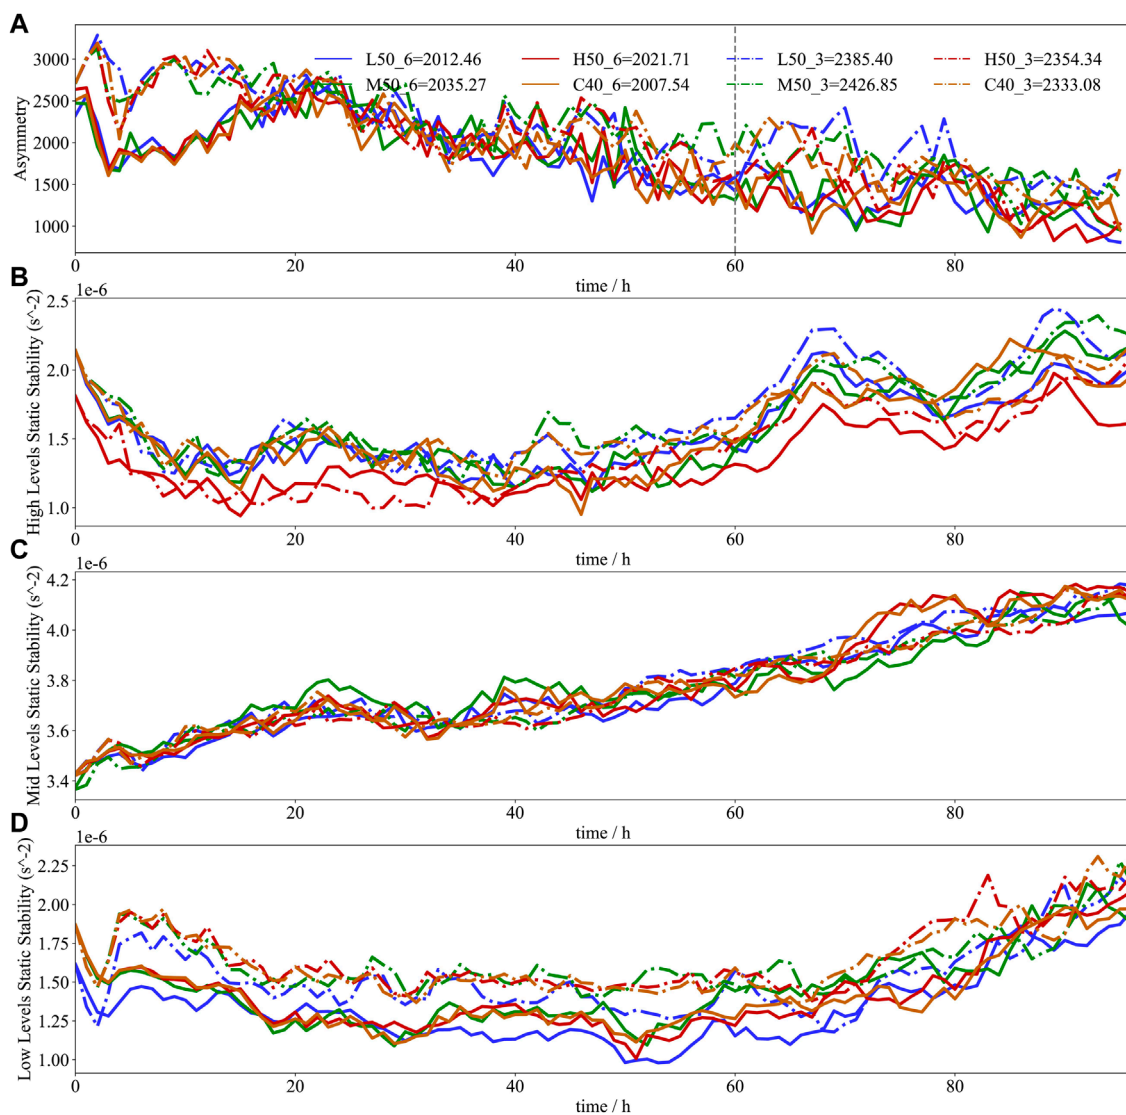 A
Asymmetry
3000
2500
2000
1500
1000
L50_6=2012.46 H50_6=2021.71 L50_3=2385.40 H50_3=2354.34
M50_6=2035.27 C40_6=2007.54 M50_3=2426.85 C40_3=2333.08
0 20 40 60 80
time / h
B
1e-6
High Levels Static Stability (s^-2)
2.5
2.0
1.5
1.0
0 20 40 60 80
time / h
C
1e-6
Mid Levels Static Stability (s^-2)
4.2
4.0
3.8
3.6
3.4
0 20 40 60 80
time / h
D
1e-6
Low Levels Static Stability (s^-2)
2.25
2.00
1.75
1.50
1.25
1.00
0 20 40 60 80
time / h